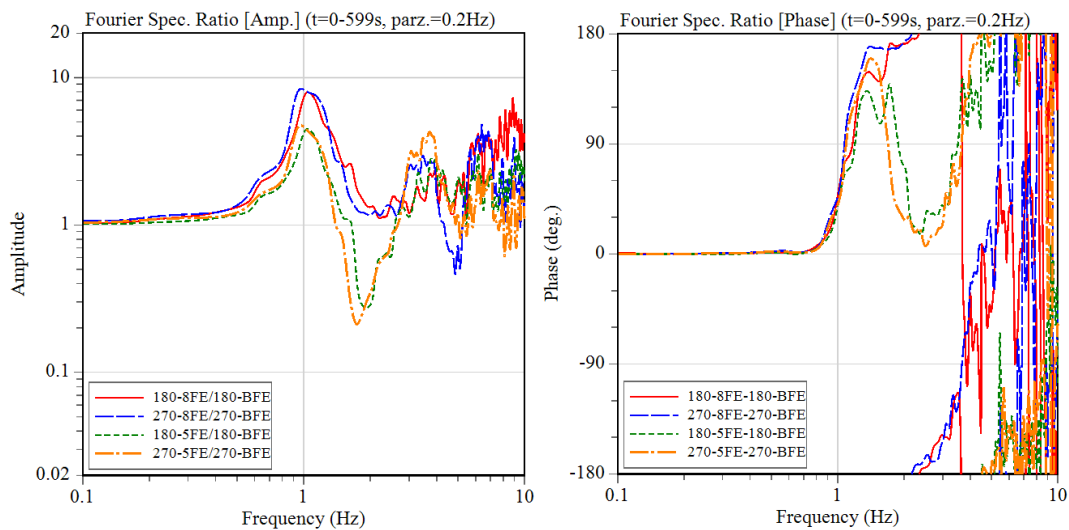 Fourier Spec. Ratio [Amp.] (t=0-599s, parz.=0.2Hz)
20
10
1
0.1
0.02
Amplitude
180-8FE/180-BFE
270-8FE/270-BFE
180-5FE/180-BFE
270-5FE/270-BFE
0.1
1
10
Frequency (Hz)
Fourier Spec. Ratio [Phase] (t=0-599s, parz.=0.2Hz)
180
90
0
-90
-180
Phase (deg.)
180-8FE-180-BFE
270-8FE-270-BFE
180-5FE-180-BFE
270-5FE-270-BFE
0.1
1
10
Frequency (Hz)